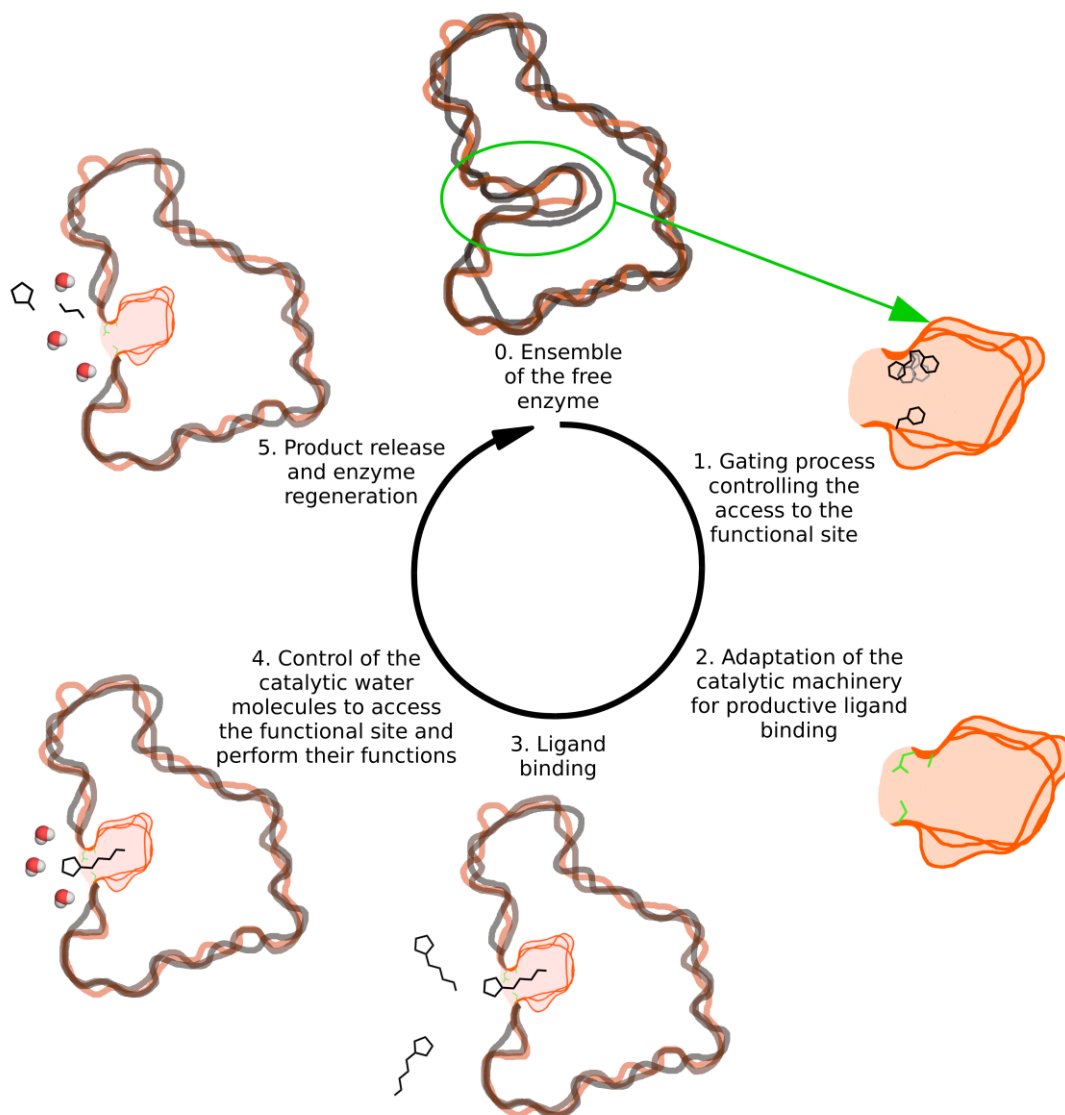 0. Ensemble
of the free
enzyme
1. Gating process
controlling the
access to the
functional site
2. Adaptation of the
catalytic machinery
for productive ligand
binding
3. Ligand
binding
4. Control of the
catalytic water
molecules to access
the functional site and
perform their functions
5. Product release
and enzyme
regeneration